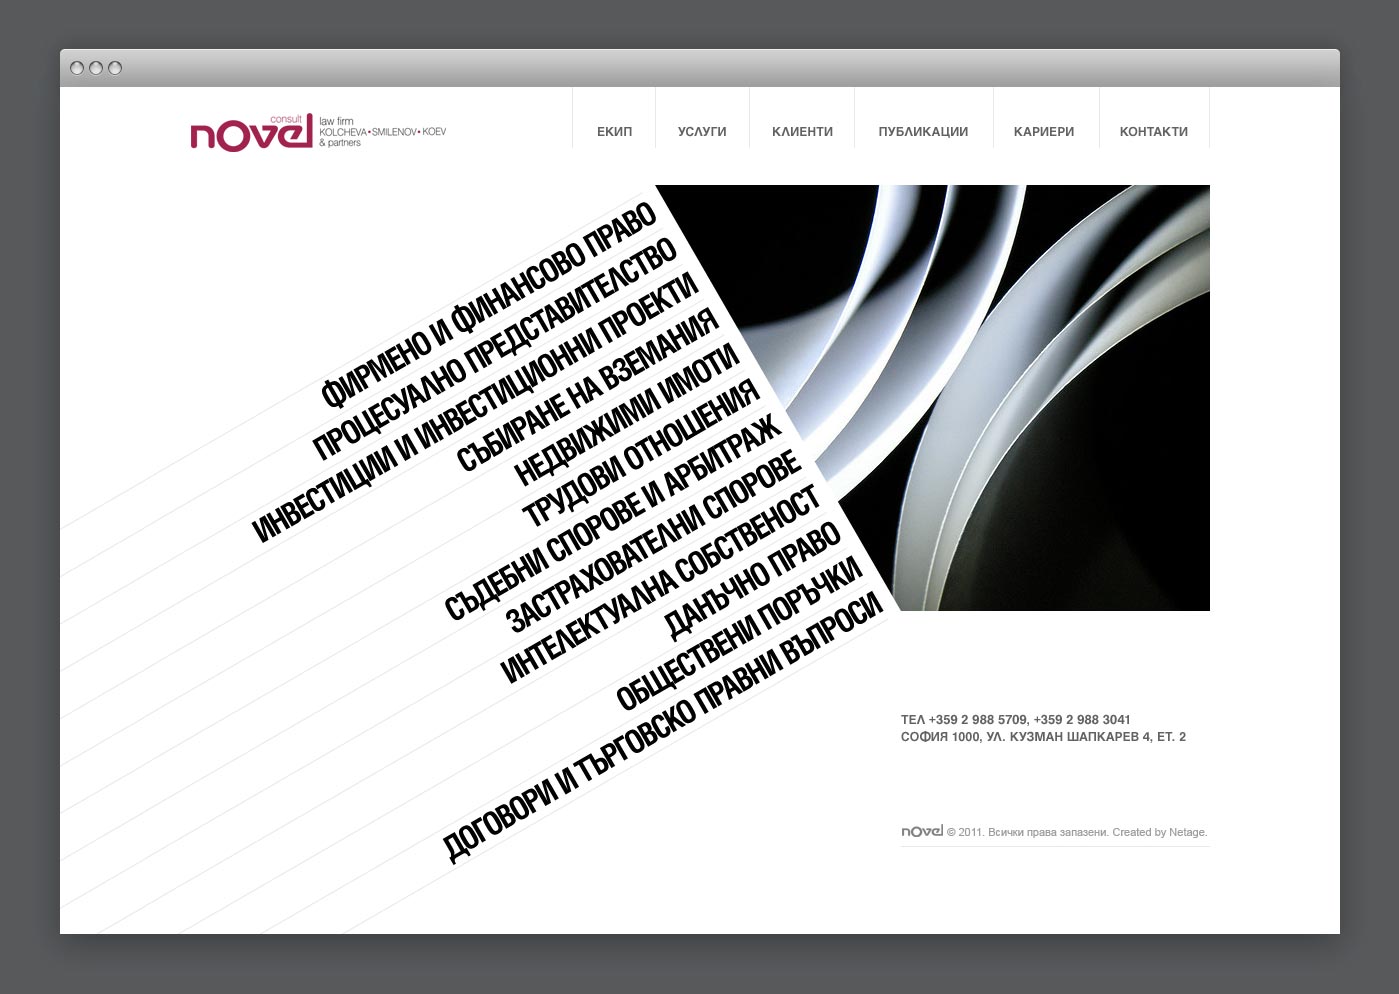 consult
novel
law firm
KOLCHEVA•SMILENOV•KOEV
& partners
ЕКИП
УСЛУГИ
КЛИЕНТИ
ПУБЛИКАЦИИ
КАРИЕРИ
КОНТАКТИ
ФИРМЕНО И ФИНАНСОВО ПРАВО
ПРОЦЕСУАЛНО ПРЕДСТАВИТЕЛСТВО
ИНВЕСТИЦИИ И ИНВЕСТИЦИОННИ ПРОЕКТИ
СЪБИРАНЕ НА ВЗЕМАНИЯ
НЕДВИЖИМИ ИМОТИ
ТРУДОВИ ОТНОШЕНИЯ
СЪДЕБНИ СПОРОВЕ И АРБИТРАЖ
ЗАСТРАХОВАТЕЛНИ СПОРОВЕ
ИНТЕЛЕКТУАЛНА СОБСТВЕНОСТ
ДАНЪЧНО ПРАВО
ОБЩЕСТВЕНИ ПОРЪЧКИ
ДОГОВОРИ И ТЪРГОВСКО ПРАВНИ ВЪПРОСИ
ТЕЛ +359 2 988 5709, +359 2 988 3041
СОФИЯ 1000, УЛ. КУЗМАН ШАПКАРЕВ 4, ЕТ. 2
novel © 2011. Всички права запазени. Created by Netage.